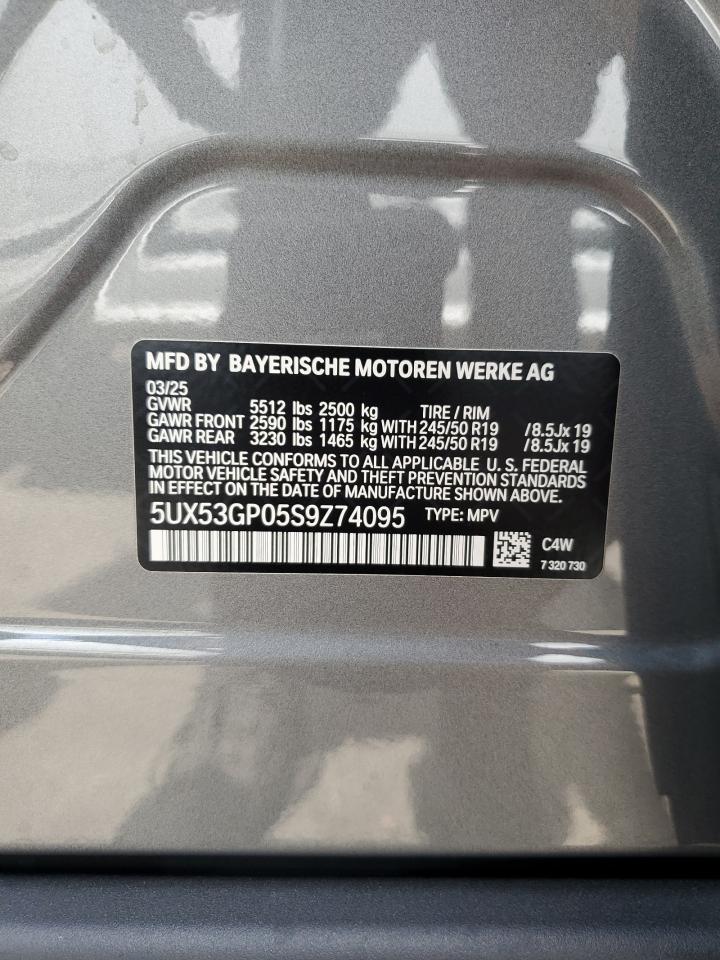 MFD BY BAYERISCHE MOTOREN WERKE AG
03/25
GVWR 5512 lbs 2500 kg TIRE / RIM
GAWR FRONT 2590 lbs 1175 kg WITH 245/50 R19 /8.5Jx 19
GAWR REAR 3230 lbs 1465 kg WITH 245/50 R19 /8.5Jx 19
THIS VEHICLE CONFORMS TO ALL APPLICABLE U. S. FEDERAL
MOTOR VEHICLE SAFETY AND THEFT PREVENTION STANDARDS
IN EFFECT ON THE DATE OF MANUFACTURE SHOWN ABOVE.
5UX53GP05S9Z74095 TYPE: MPV
C4W
7 320 730